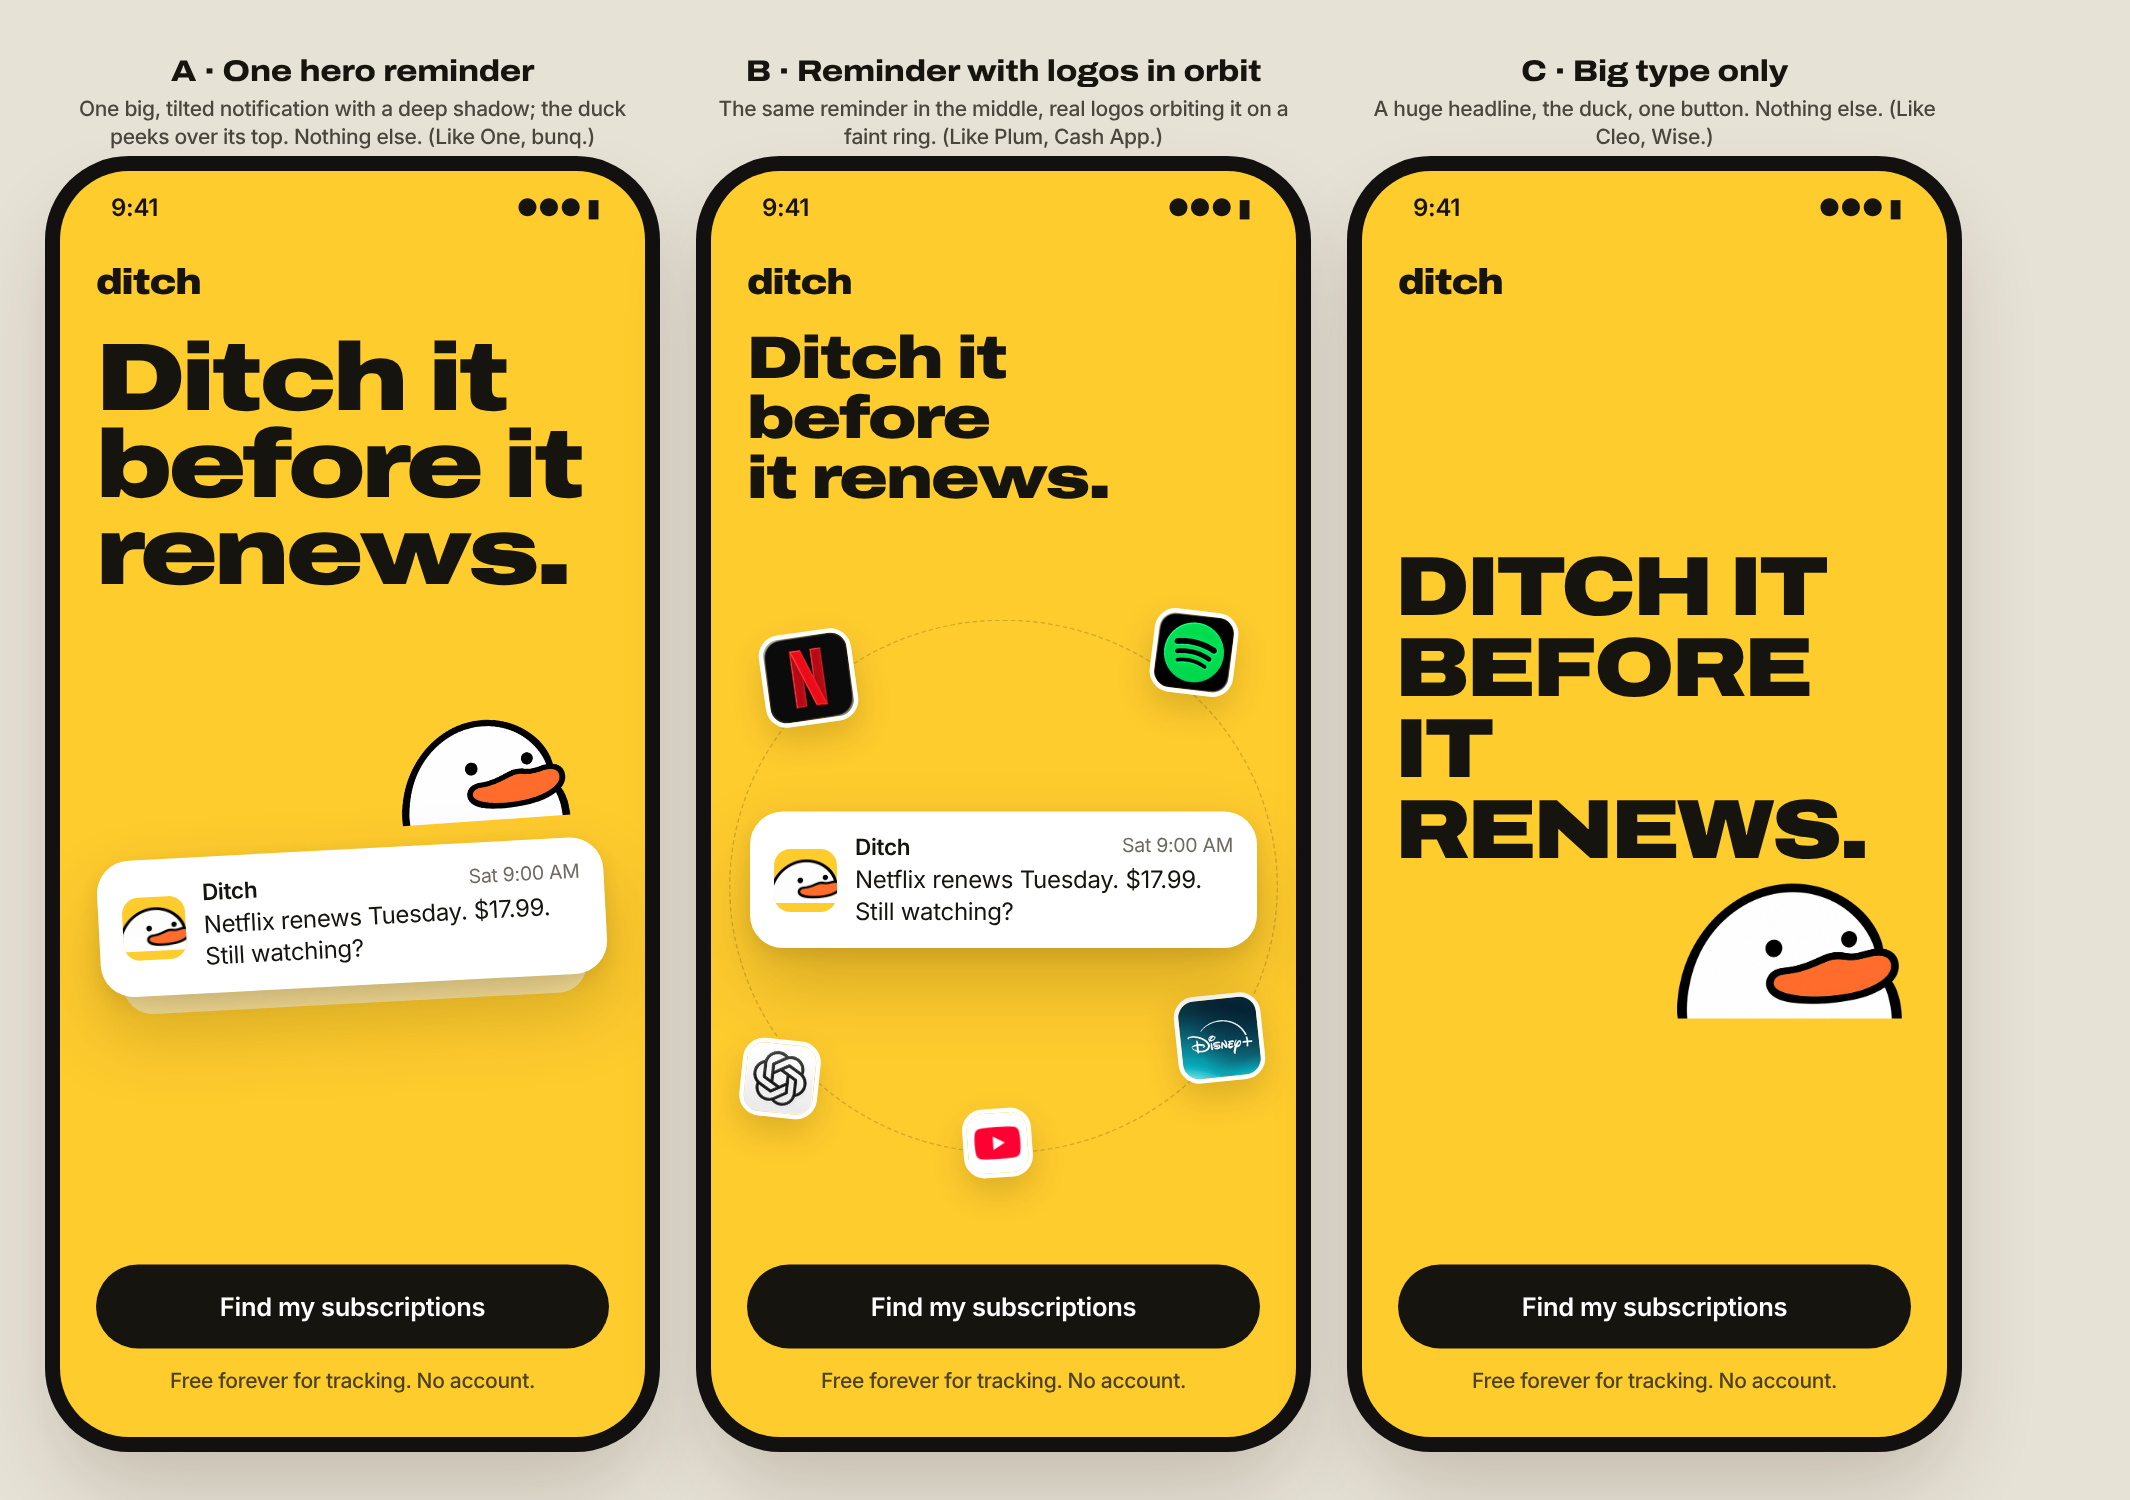 A · One hero reminder
One big, tilted notification with a deep shadow; the duck
peeks over its top. Nothing else. (Like One, bunq.)
9:41
ditch
Ditch it
before it
renews.
Ditch
Sat 9:00 AM
Netflix renews Tuesday. $17.99.
Still watching?
Find my subscriptions
Free forever for tracking. No account.
B · Reminder with logos in orbit
The same reminder in the middle, real logos orbiting it on a
faint ring. (Like Plum, Cash App.)
9:41
ditch
Ditch it
before
it renews.
N
Ditch
Sat 9:00 AM
Netflix renews Tuesday. $17.99.
Still watching?
Disney+
Find my subscriptions
Free forever for tracking. No account.
C · Big type only
A huge headline, the duck, one button. Nothing else. (Like
Cleo, Wise.)
9:41
ditch
DITCH IT
BEFORE
IT
RENEWS.
Find my subscriptions
Free forever for tracking. No account.